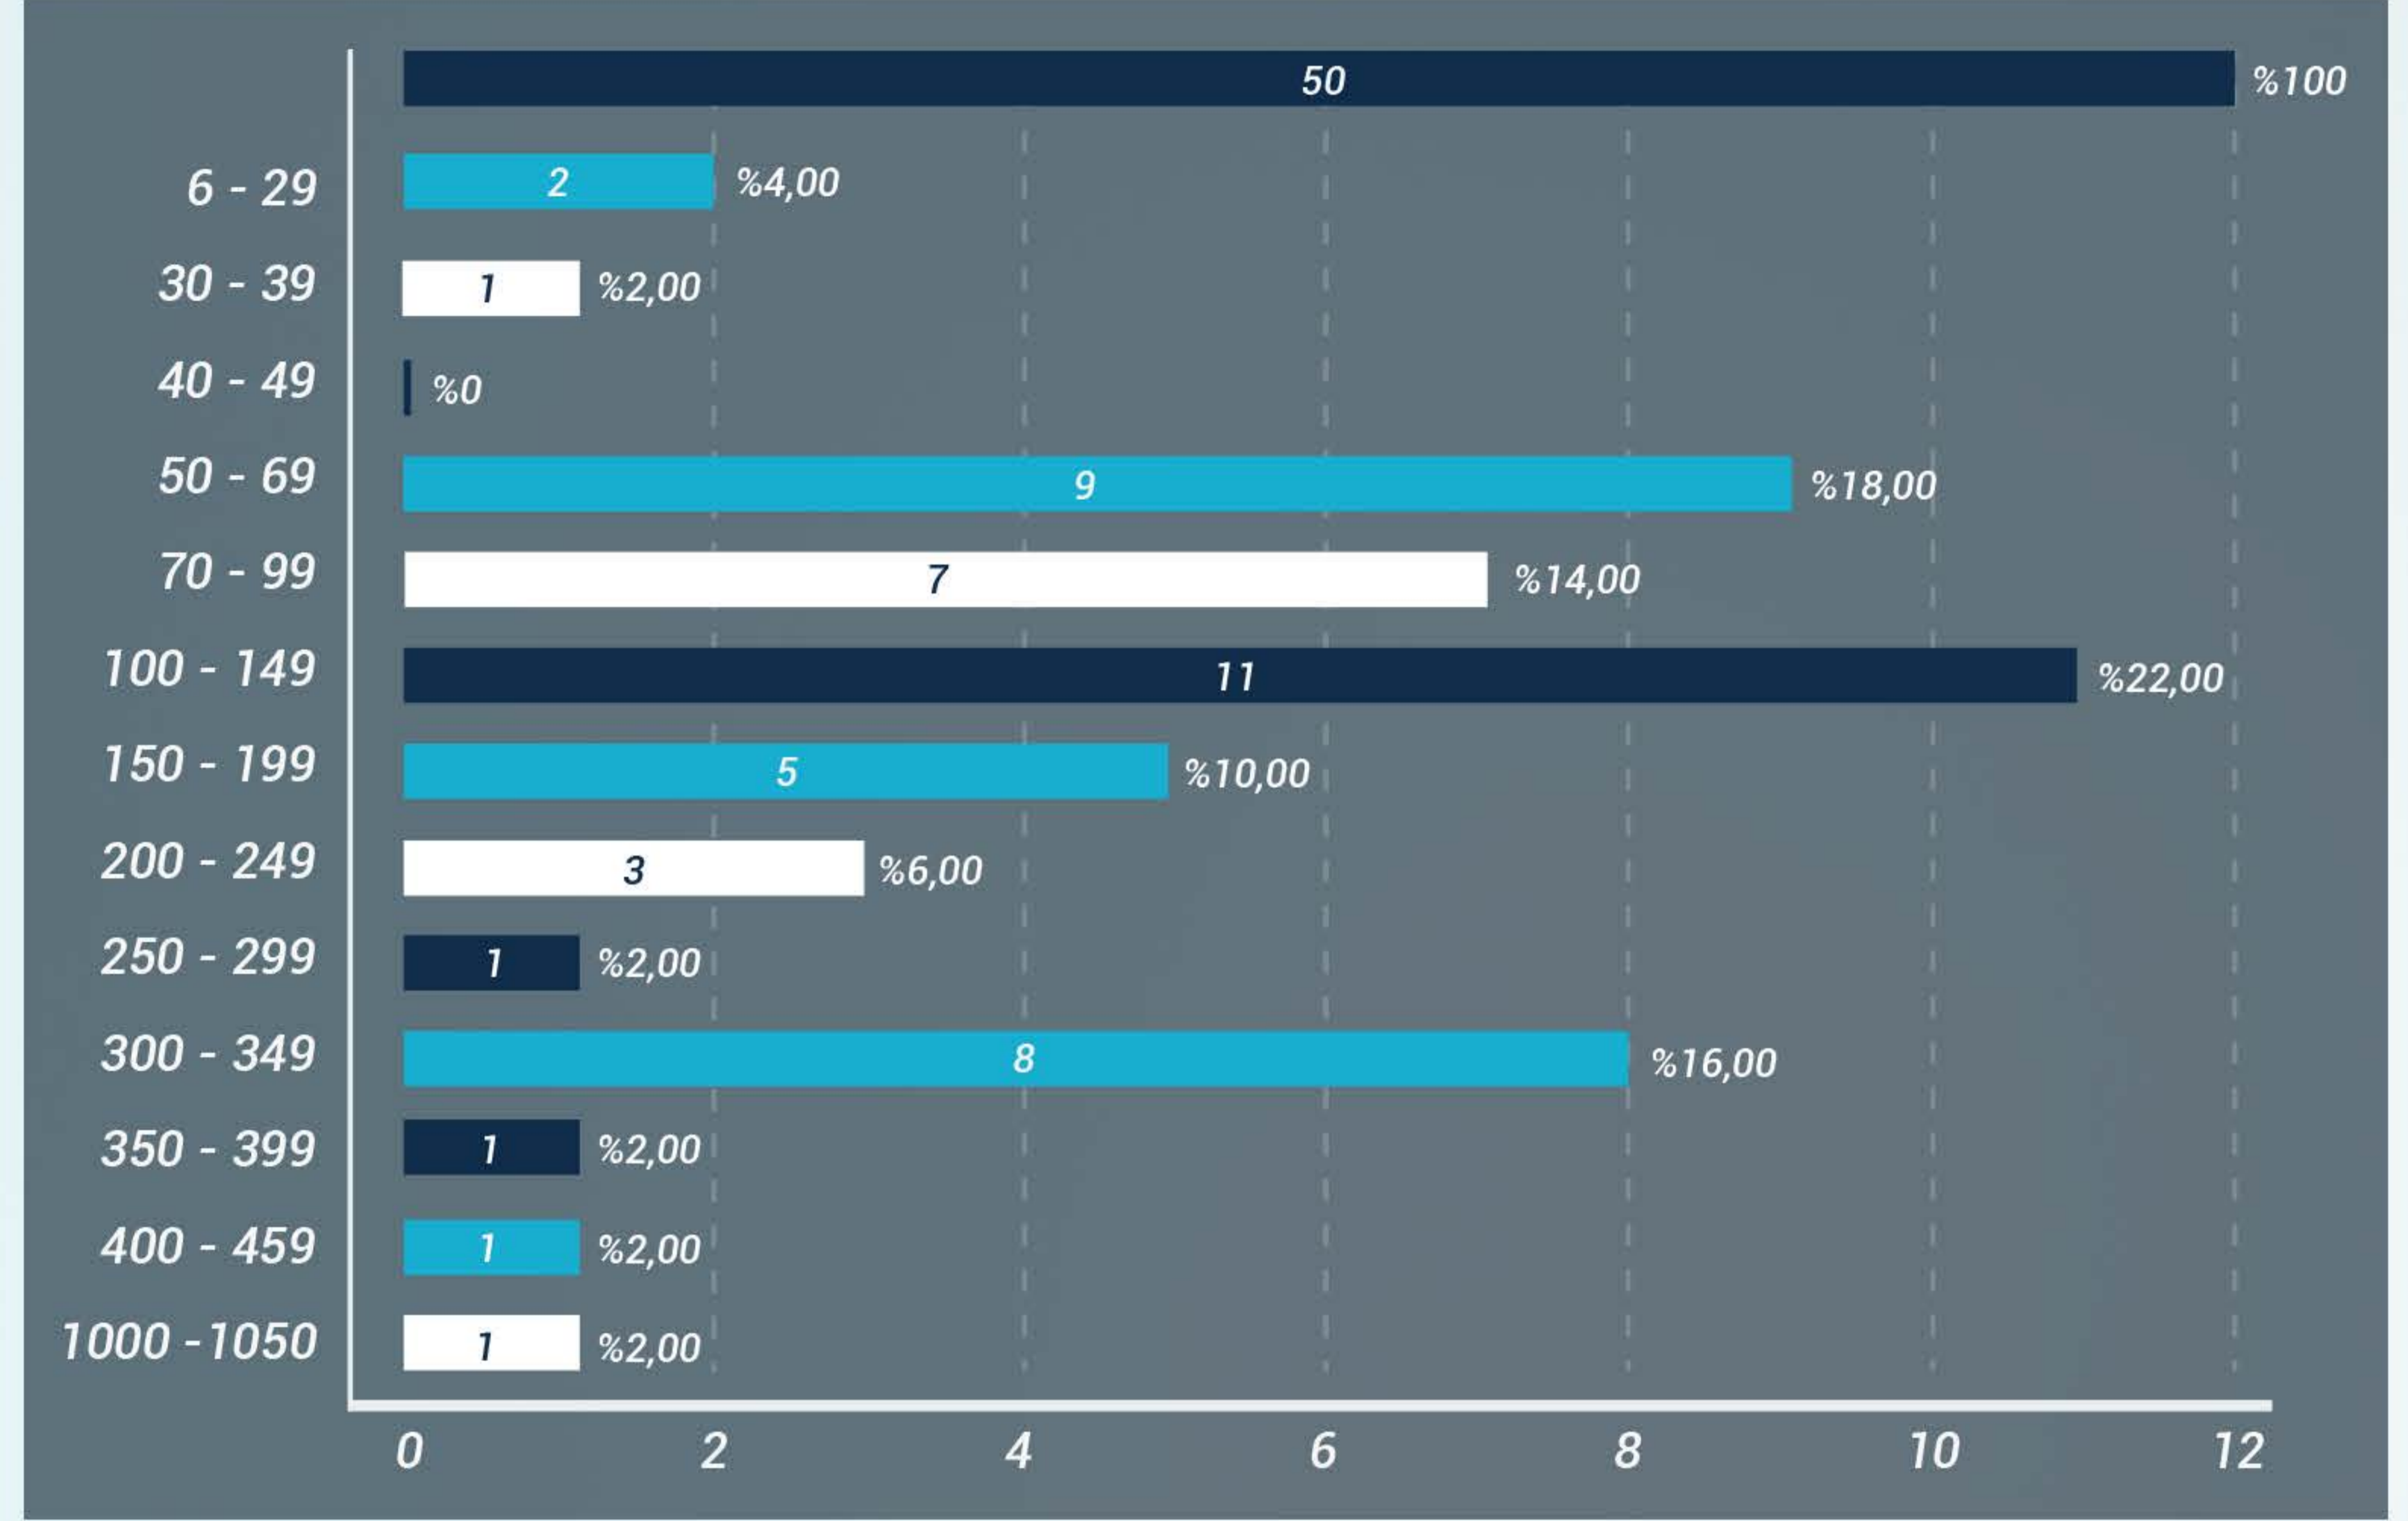 50 %100
6 - 29 2 %4,00
30 - 39 1 %2,00
40 - 49 %0
50 - 69 9 %18,00
70 - 99 7 %14,00
100 - 149 11 %22,00
150 - 199 5 %10,00
200 - 249 3 %6,00
250 - 299 1 %2,00
300 - 349 8 %16,00
350 - 399 1 %2,00
400 - 459 1 %2,00
1000 -1050 1 %2,00
0 2 4 6 8 10 12